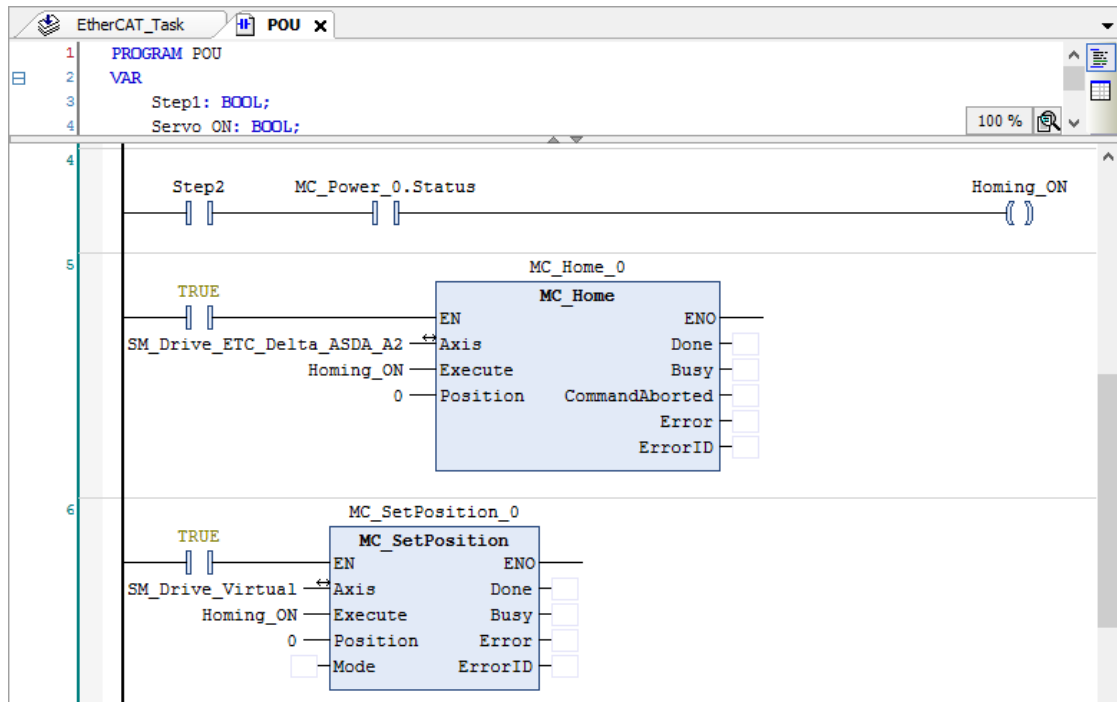 EtherCAT_Task POU x
1 PROGRAM POU
2 VAR
3 Step1: BOOL;
4 Servo ON: BOOL;
100 %
4
Step2 MC_Power_0.Status Homing_ON
5
MC_Home_0
TRUE MC_Home
EN ENO
SM_Drive_ETC_Delta_ASDA_A2 Axis Done
Homing_ON Execute Busy
0 Position CommandAborted
Error
ErrorID
6
MC_SetPosition_0
TRUE MC_SetPosition
EN ENO
SM_Drive_Virtual Axis Done
Homing_ON Execute Busy
0 Position Error
Mode ErrorID